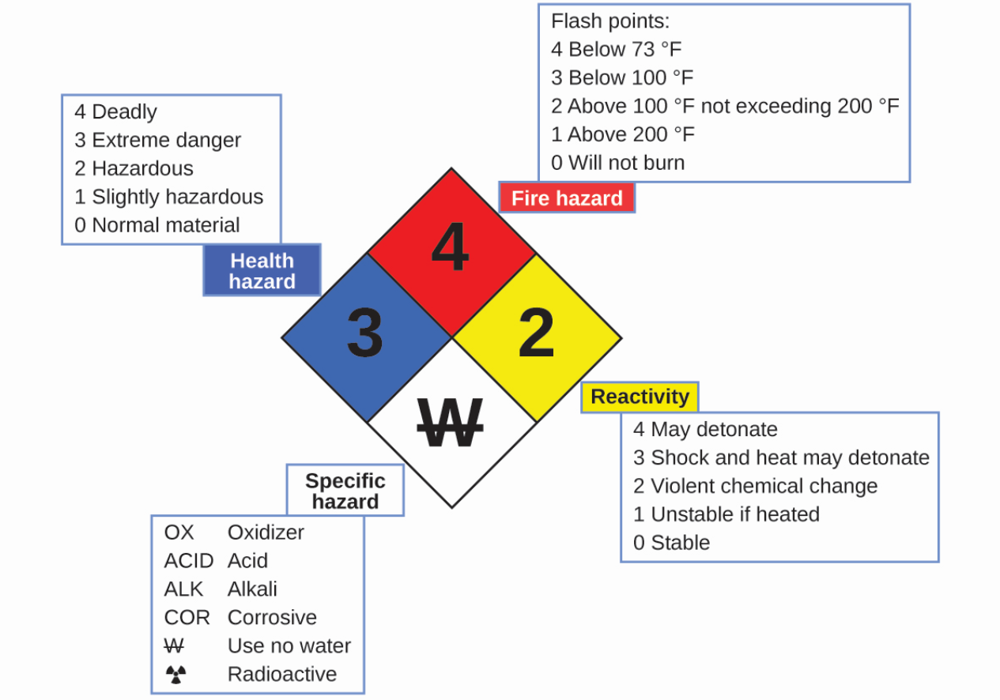 Flash points:
4 Below 73 °F
3 Below 100 °F
2 Above 100 °F not exceeding 200 °F
1 Above 200 °F
0 Will not burn
Fire hazard
4 Deadly
3 Extreme danger
2 Hazardous
1 Slightly hazardous
0 Normal material
Health
hazard
4
3
2
W̶
Reactivity
4 May detonate
3 Shock and heat may detonate
2 Violent chemical change
1 Unstable if heated
0 Stable
Specific
hazard
OX Oxidizer
ACID Acid
ALK Alkali
COR Corrosive
W̶ Use no water
☢ Radioactive